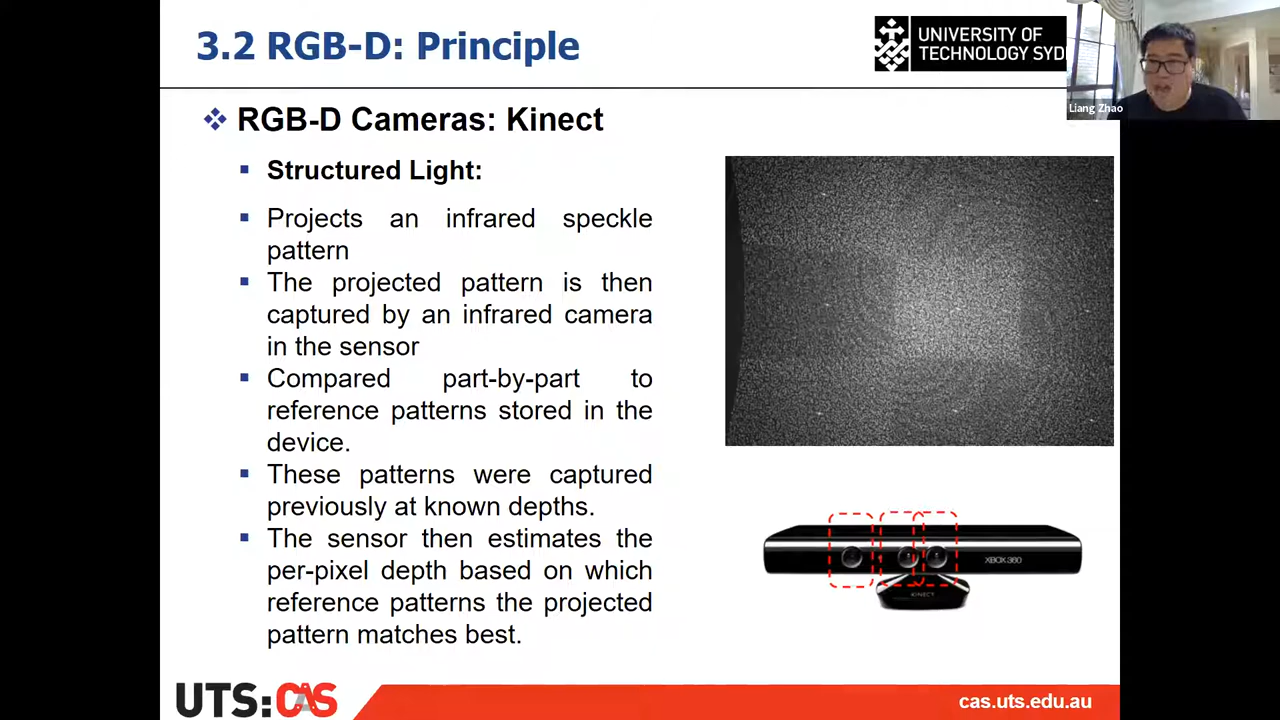 3.2 RGB-D: Principle
UNIVERSITY OF
TECHNOLOGY SYD
Liang Zhao
RGB-D Cameras: Kinect
Structured Light:
Projects an infrared speckle
pattern
The projected pattern is then
captured by an infrared camera
in the sensor
Compared part-by-part to
reference patterns stored in the
device.
These patterns were captured
previously at known depths.
The sensor then estimates the
per-pixel depth based on which
reference patterns the projected
pattern matches best.
XBOX 360
KINECT
UTS:CAS
cas.uts.edu.au